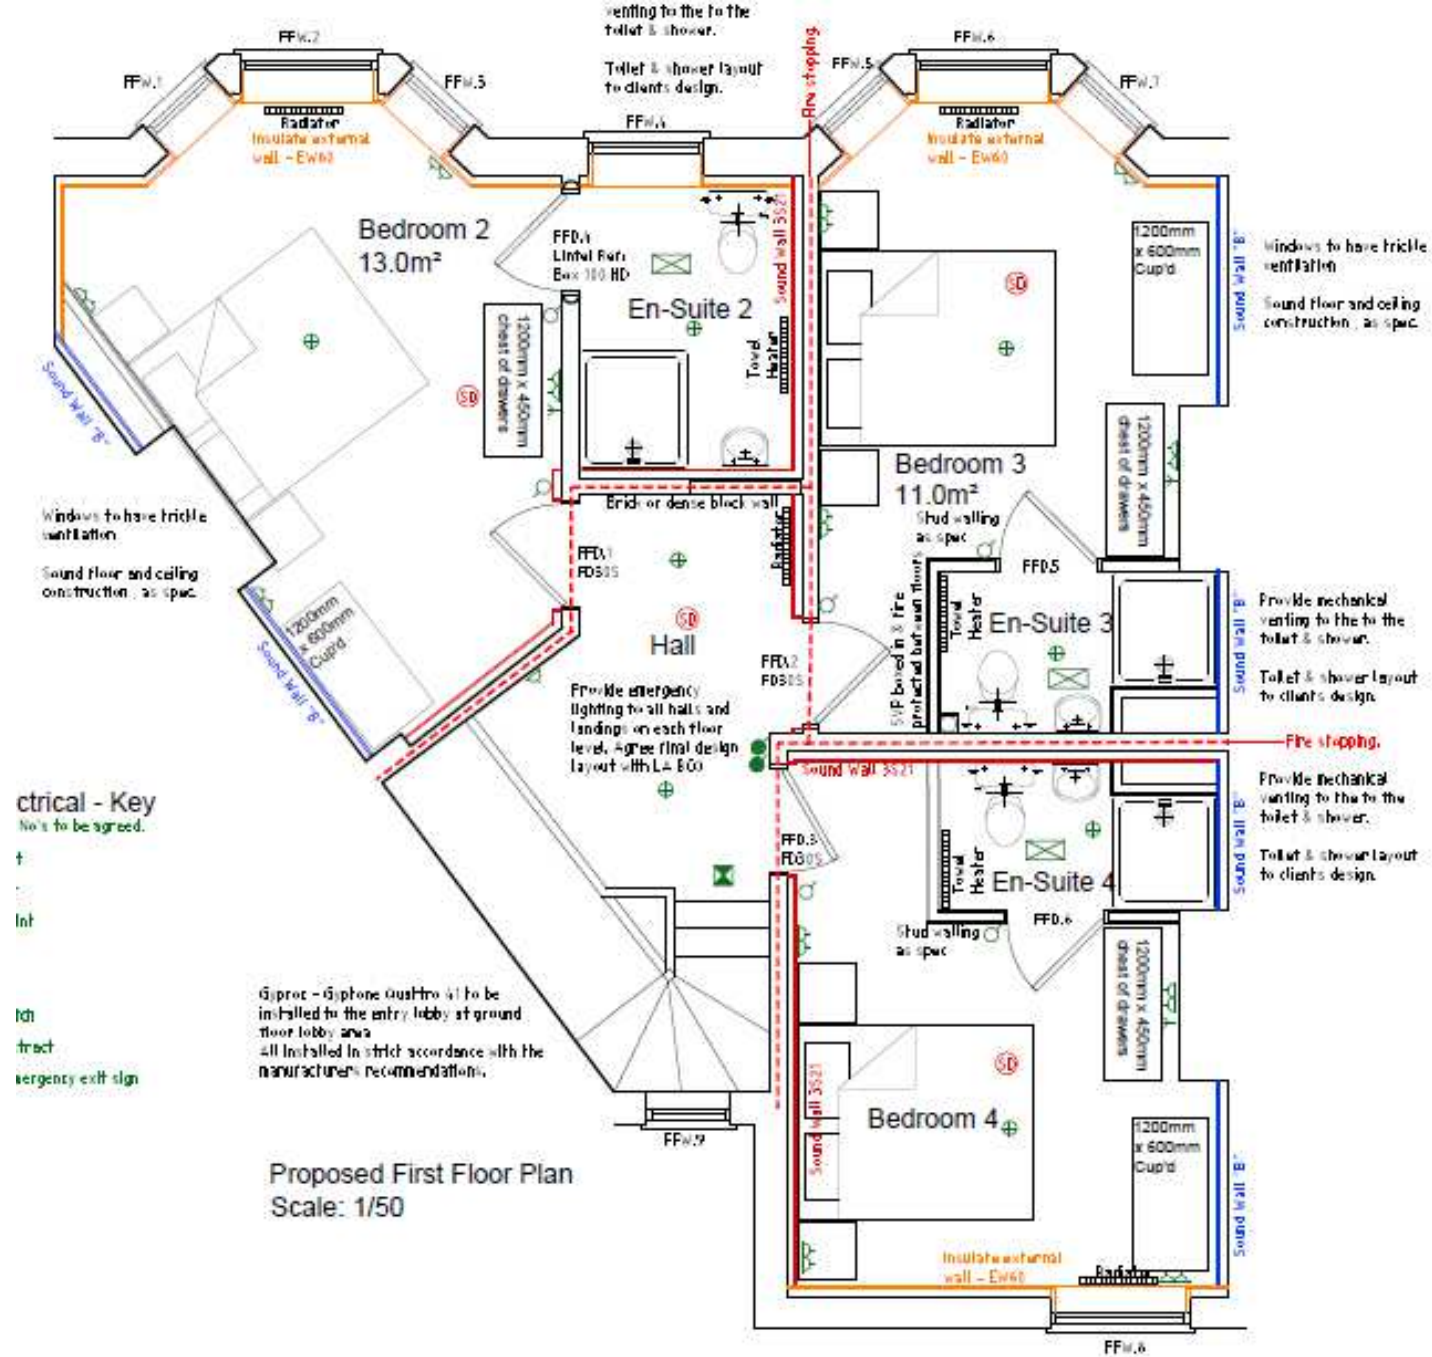 venting to the to the
toilet & shower.
Toilet & shower layout
to clients design.
Fire stopping.
FFW.1
FFW.2
FFW.3
FFW.4
FFW.5
FFW.6
FFW.7
Radiator
Insulate external
wall - EW60
Radiator
Insulate external
wall - EW60
Bedroom 2
13.0m²
FFD.4
Lintel Ref:
Box 100 HD
En-Suite 2
Sound Wall 3S21
Towel
Heater
1200mm x 450mm
chest of drawers
SD
SD
1200mm
x 600mm
Cup'd
Sound Wall "B"
Windows to have trickle
ventilation
Sound floor and ceiling
construction, as spec.
Sound Wall "B"
Bedroom 3
11.0m²
1200mm x 450mm
chest of drawers
Windows to have trickle
ventilation
Sound floor and ceiling
construction, as spec.
Brick or dense block wall
Radiator
Stud walling
as spec
FFD.1
FD30S
FFD.5
SD
Hall
1200mm
x 600mm
Cup'd
Sound Wall "B"
FFD.2
FD30S
SVP boxed in & fire
protected between floors
Towel
Heater
En-Suite 3
Sound Wall "B"
Provide mechanical
venting to the to the
toilet & shower.
Toilet & shower layout
to clients design.
Provide emergency
lighting to all halls and
landings on each floor
level. Agree final design
layout with LA BCO
Sound Wall 3S21
Fire stopping.
Provide mechanical
venting to the to the
toilet & shower.
Toilet & shower layout
to clients design.
ctrical - Key
No's to be agreed.
t
int
tch
tract
mergency exit sign
FFD.3
FD30S
Towel
Heater
En-Suite 4
Sound Wall "B"
FFD.6
Stud walling
as spec
1200mm x 450mm
chest of drawers
Gyproc - Gyptone Quattro 41 to be
installed to the entry lobby at ground
floor lobby area
All installed in strict accordance with the
manufacturers recommendations.
SD
Sound Wall 3S21
Bedroom 4
1200mm
x 600mm
Cup'd
Sound Wall "B"
FFW.9
Proposed First Floor Plan
Scale: 1/50
Insulate external
wall - EW60
Radiator
FFW.8